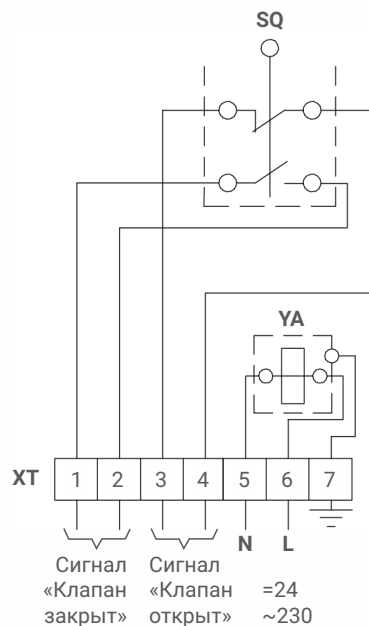 SQ
YA
XT 1 2 3 4 5 6 7
N L
Сигнал Сигнал
«Клапан «Клапан =24
закрыт» открыт» ~230